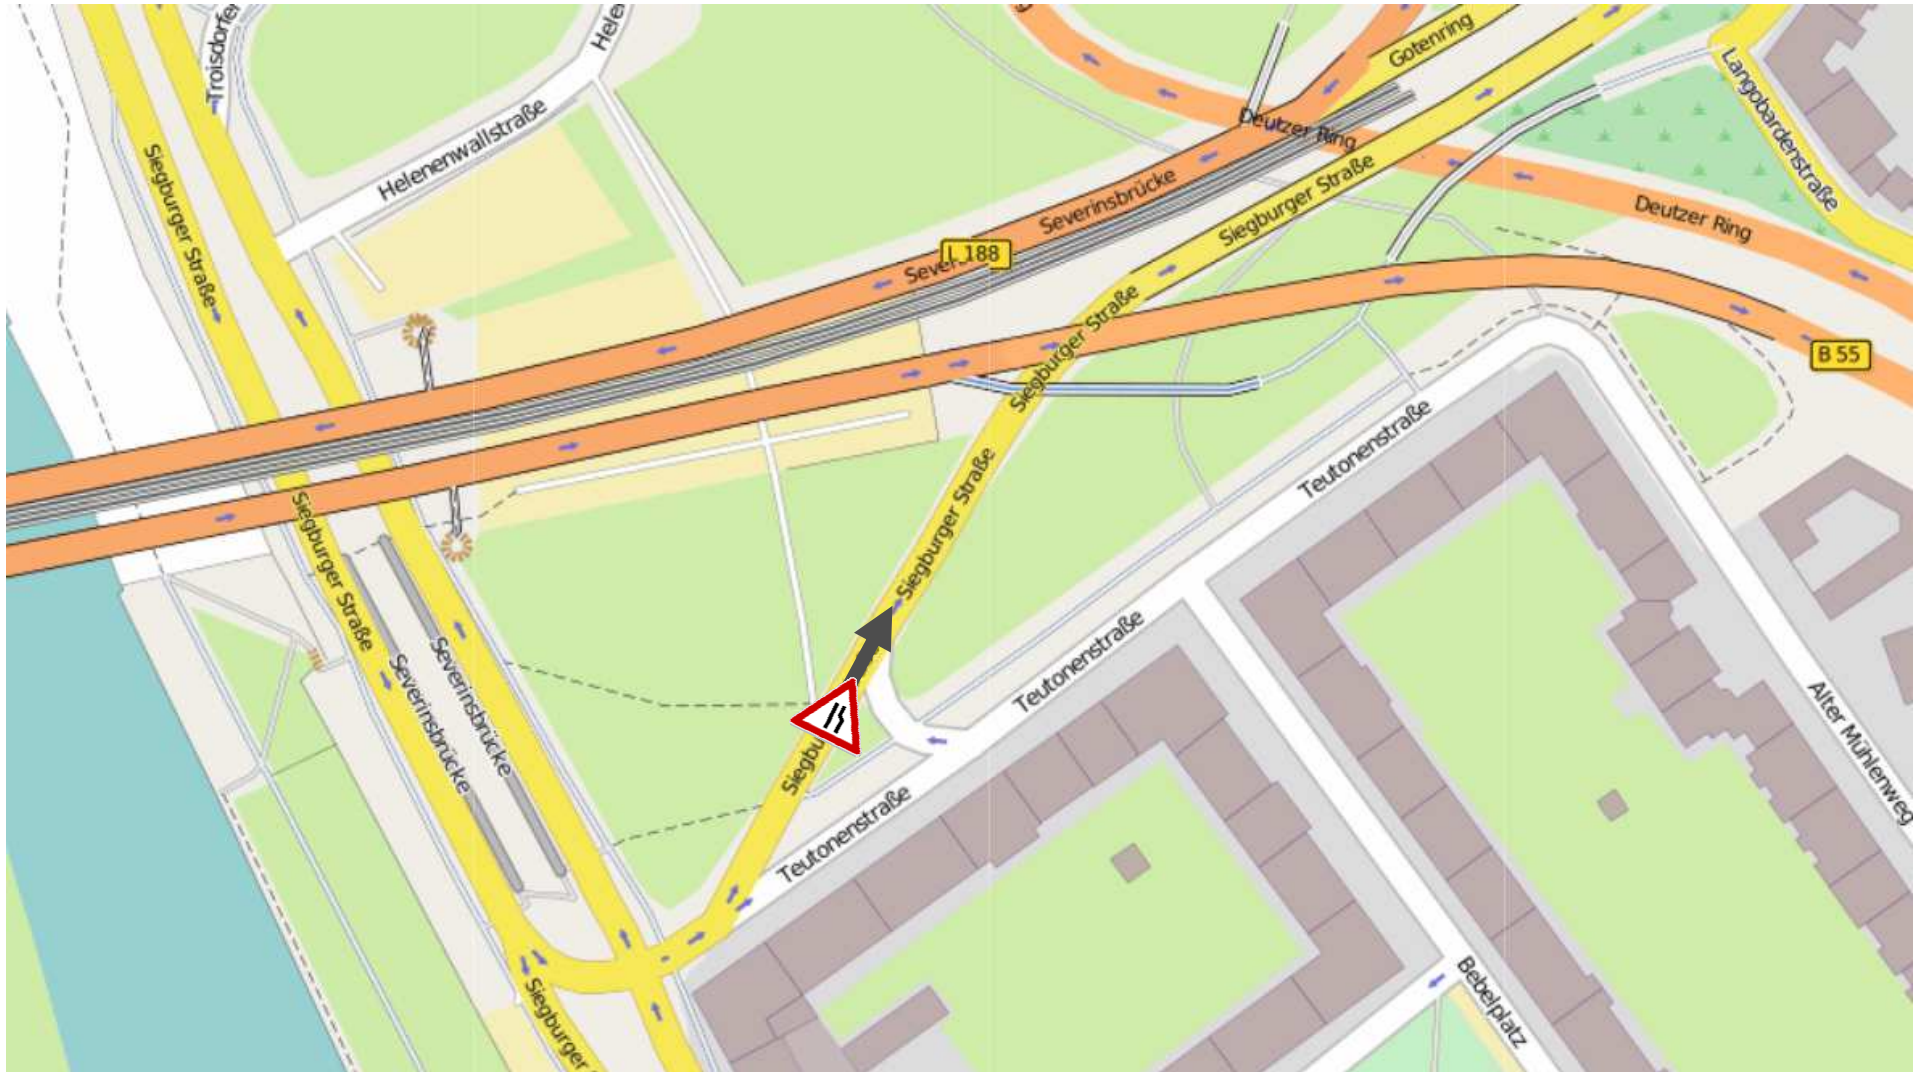 Troisdorfer
Hele
Helenenwallstraße
Siegburger Straße
Gotenring
Langobardenstraße
Deutzer Ring
Siegburger Straße
Severinsbrücke
Deutzer Ring
L 188
Siegburger Straße
B 55
Siegburger Straße
Teutonenstraße
Siegburger Straße
Siegburger Straße
Severinsbrücke
Severinsbrücke
Teutonenstraße
Alter Mühlenweg
Siegbu
Teutonenstraße
Siegburger
Bebelplatz